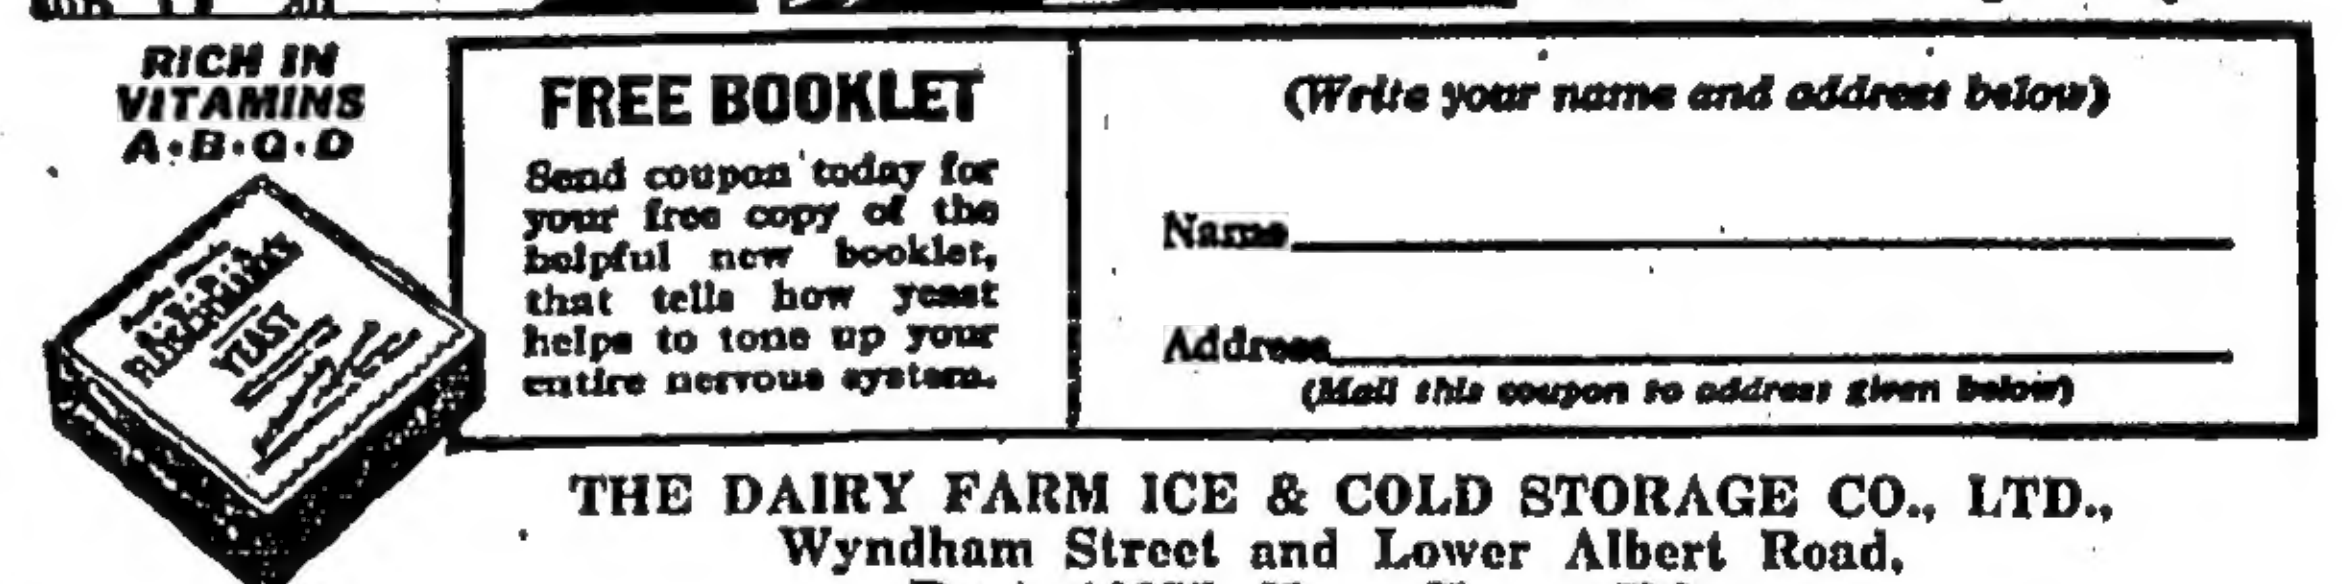 RICH IN
VITAMINS
A·B·G·D
YEAST
FREE BOOKLET
Send coupon today for
your free copy of the
helpful new booklet,
that tells how yeast
helps to tone up your
entire nervous system.
(Write your name and address below)
Name
Address
(Mail this coupon to address given below)
THE DAIRY FARM ICE & COLD STORAGE CO., LTD.,
Wyndham Street and Lower Albert Road,